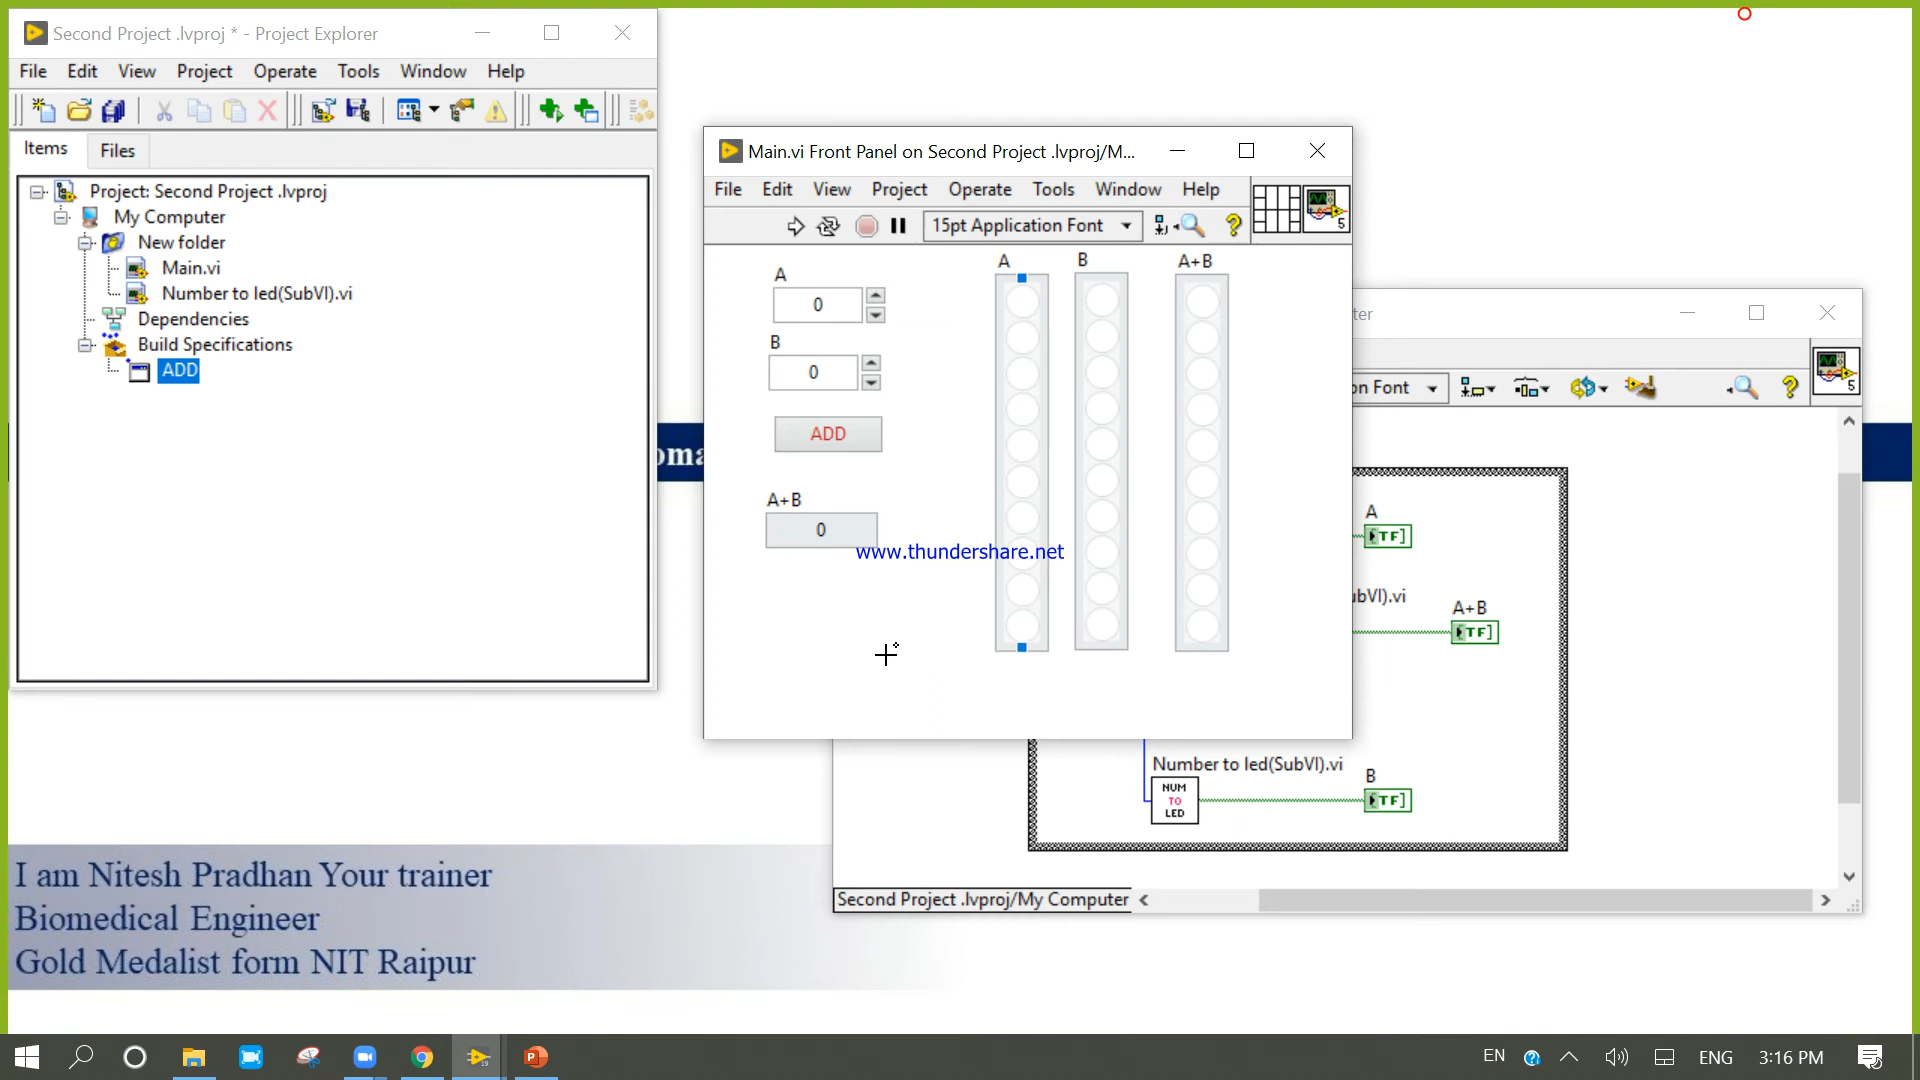 Second Project .lvproj * - Project Explorer
File Edit View Project Operate Tools Window Help
Items Files
Project: Second Project .lvproj
My Computer
New folder
Main.vi
Number to led(SubVI).vi
Dependencies
Build Specifications
ADD
Main.vi Front Panel on Second Project .lvproj/M...
File Edit View Project Operate Tools Window Help
15pt Application Font
5
A
0
B
0
ADD
A+B
0
A B A+B
www.thundershare.net
ter
on Font
5
oma
A
TF
ubVI).vi
A+B
TF
Number to led(SubVI).vi
NUM
TO
LED
B
TF
Second Project .lvproj/My Computer
I am Nitesh Pradhan Your trainer
Biomedical Engineer
Gold Medalist form NIT Raipur
EN ENG 3:16 PM